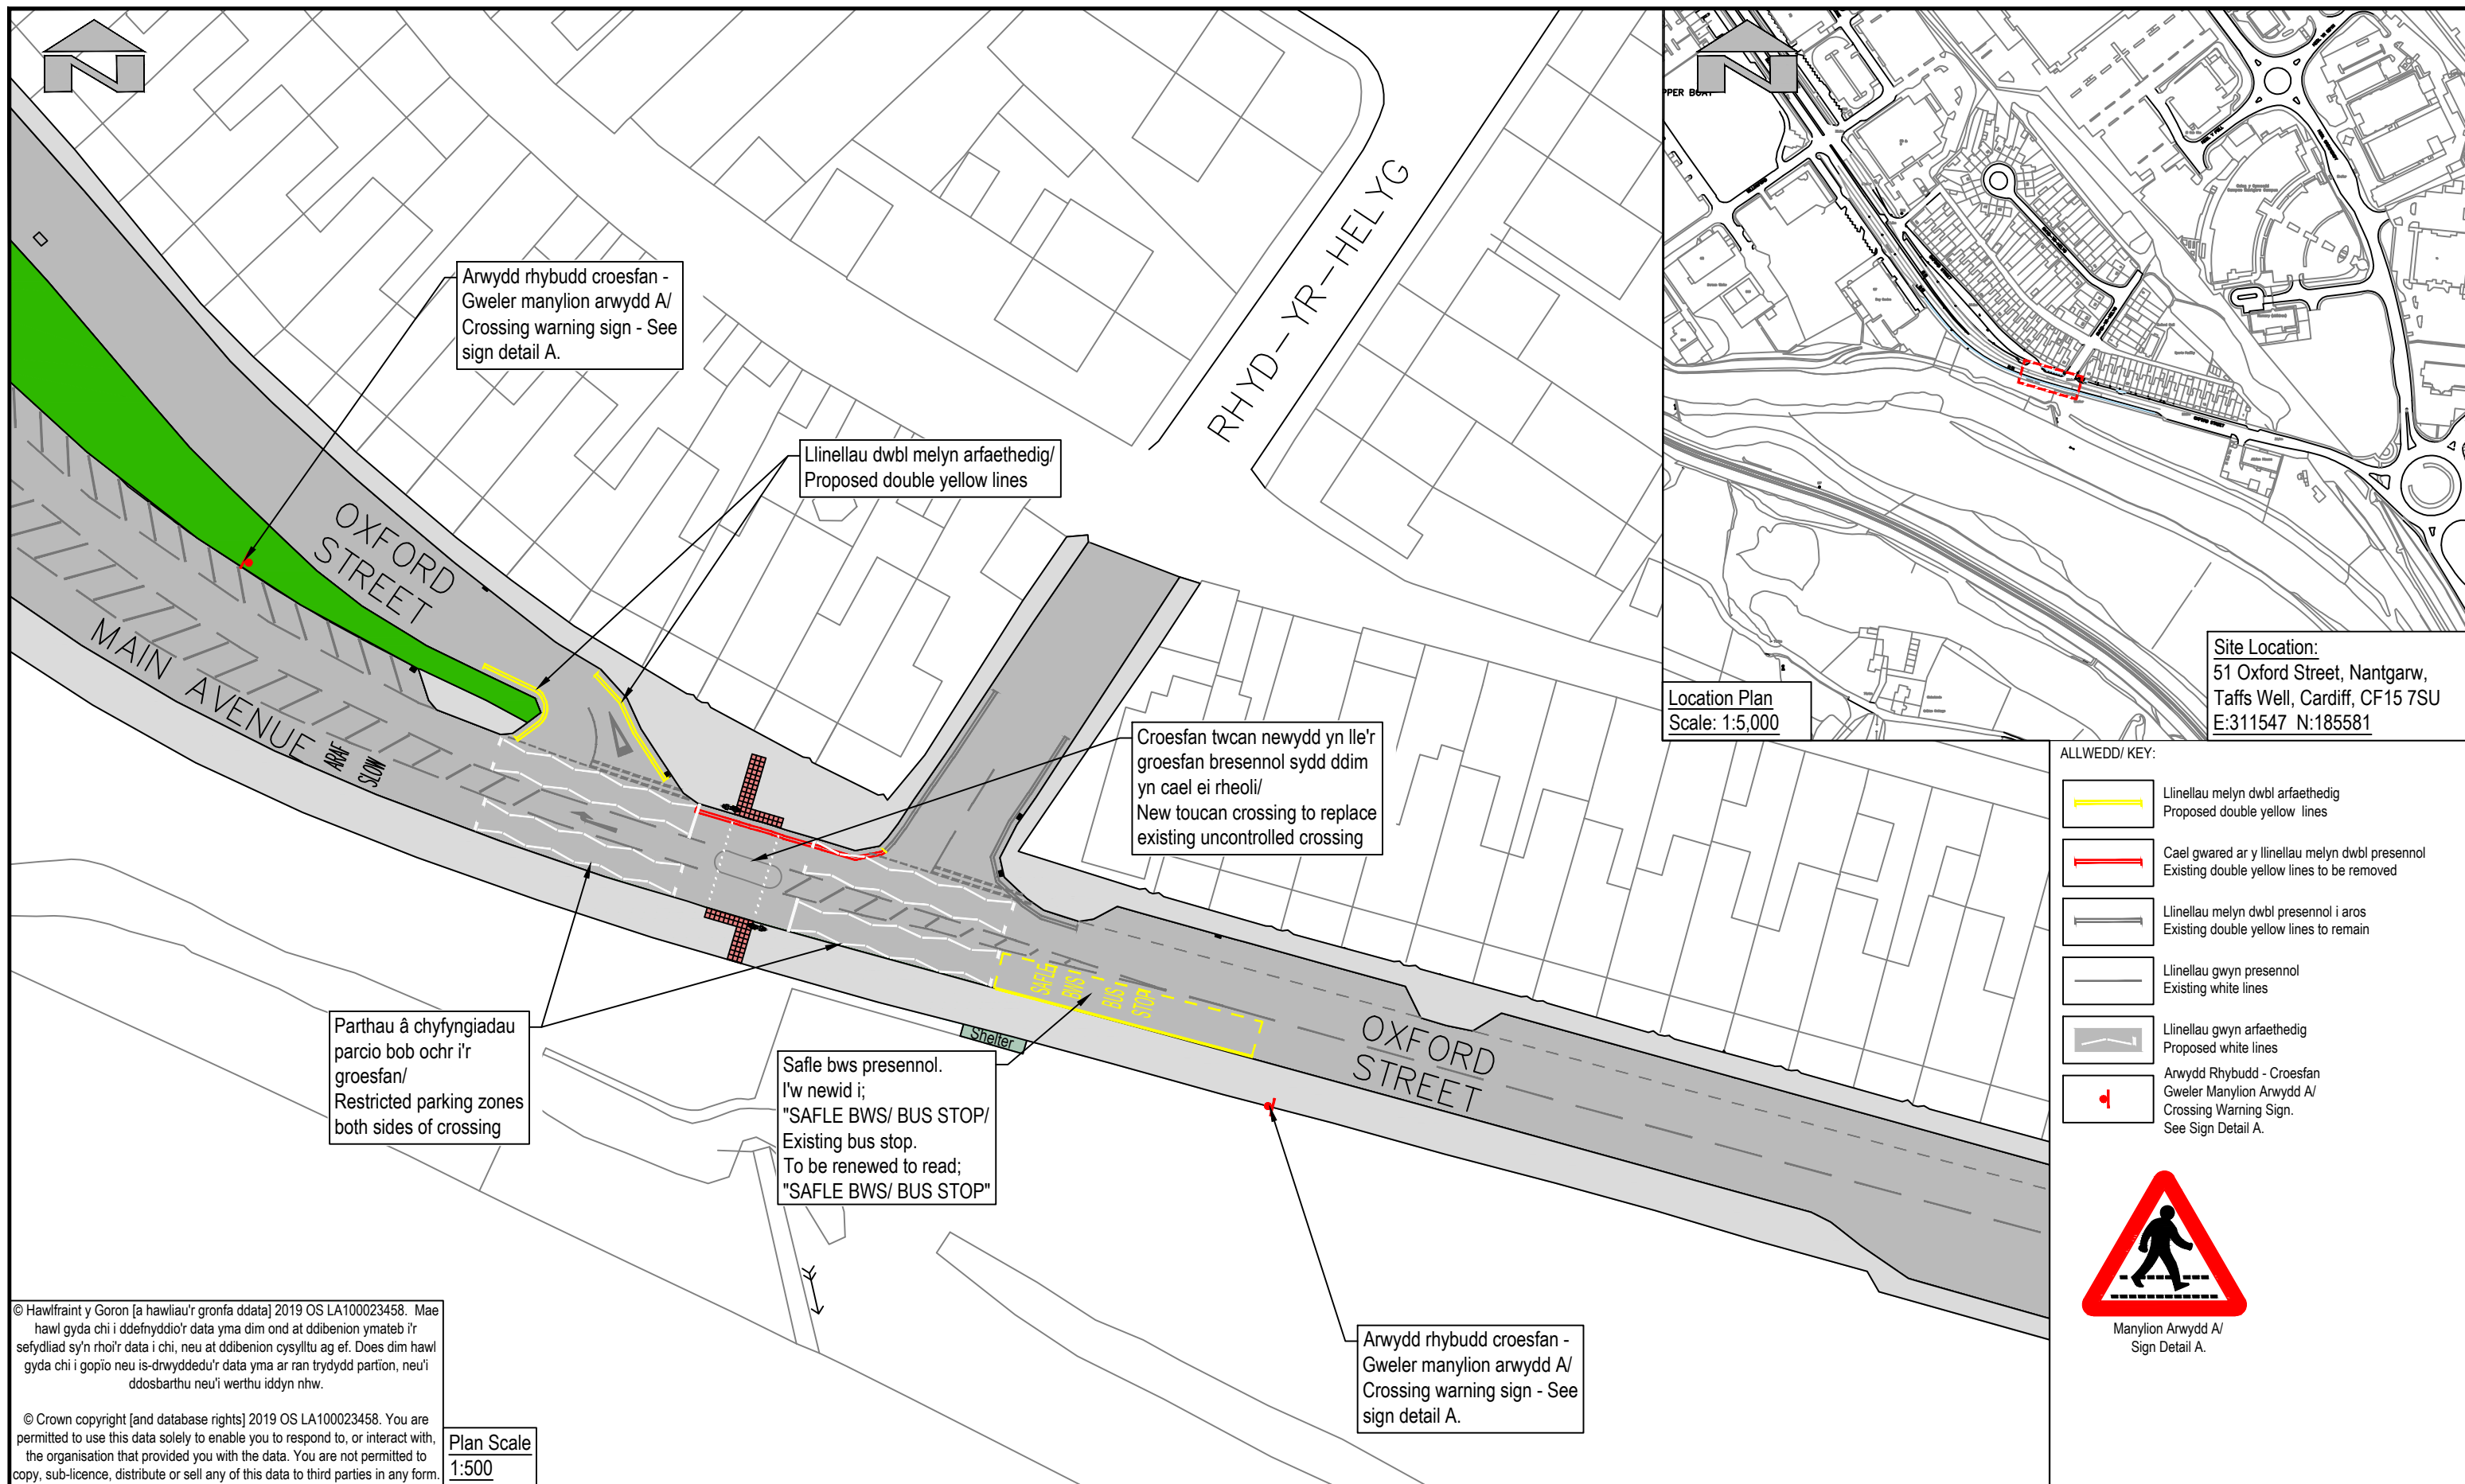 N
Arwydd rhybudd croesfan -
Gweler manylion arwydd A/
Crossing warning sign - See
sign detail A.
Llinellau dwbl melyn arfaethedig/
Proposed double yellow lines
RHYD-YR-HELYG
OXFORD
STREET
MAIN AVENUE
ARAF
SLOW
Croesfan twcan newydd yn lle'r
groesfan bresennol sydd ddim
yn cael ei rheoli/
New toucan crossing to replace
existing uncontrolled crossing
Parthau â chyfyngiadau
parcio bob ochr i'r
groesfan/
Restricted parking zones
both sides of crossing
SAFLE
BWS
BUS
STOP
Shelter
Safle bws presennol.
I'w newid i;
"SAFLE BWS/ BUS STOP/
Existing bus stop.
To be renewed to read;
"SAFLE BWS/ BUS STOP"
OXFORD
STREET
Arwydd rhybudd croesfan -
Gweler manylion arwydd A/
Crossing warning sign - See
sign detail A.
© Hawlfraint y Goron [a hawliau'r gronfa ddata] 2019 OS LA100023458. Mae
hawl gyda chi i ddefnyddio'r data yma dim ond at ddibenion ymateb i'r
sefydliad sy'n rhoi'r data i chi, neu at ddibenion cysylltu ag ef. Does dim hawl
gyda chi i gopïo neu is-drwyddedu'r data yma ar ran trydydd partïon, neu'i
ddosbarthu neu'i werthu iddyn nhw.
© Crown copyright [and database rights] 2019 OS LA100023458. You are
permitted to use this data solely to enable you to respond to, or interact with,
the organisation that provided you with the data. You are not permitted to
copy, sub-licence, distribute or sell any of this data to third parties in any form.
Plan Scale
1:500
N
PPER BOAT
OXFORD STREET
Location Plan
Scale: 1:5,000
Site Location:
51 Oxford Street, Nantgarw,
Taffs Well, Cardiff, CF15 7SU
E:311547 N:185581
ALLWEDD/ KEY:
Llinellau melyn dwbl arfaethedig
Proposed double yellow lines
Cael gwared ar y llinellau melyn dwbl presennol
Existing double yellow lines to be removed
Llinellau melyn dwbl presennol i aros
Existing double yellow lines to remain
Llinellau gwyn presennol
Existing white lines
Llinellau gwyn arfaethedig
Proposed white lines
Arwydd Rhybudd - Croesfan
Gweler Manylion Arwydd A/
Crossing Warning Sign.
See Sign Detail A.
Manylion Arwydd A/
Sign Detail A.